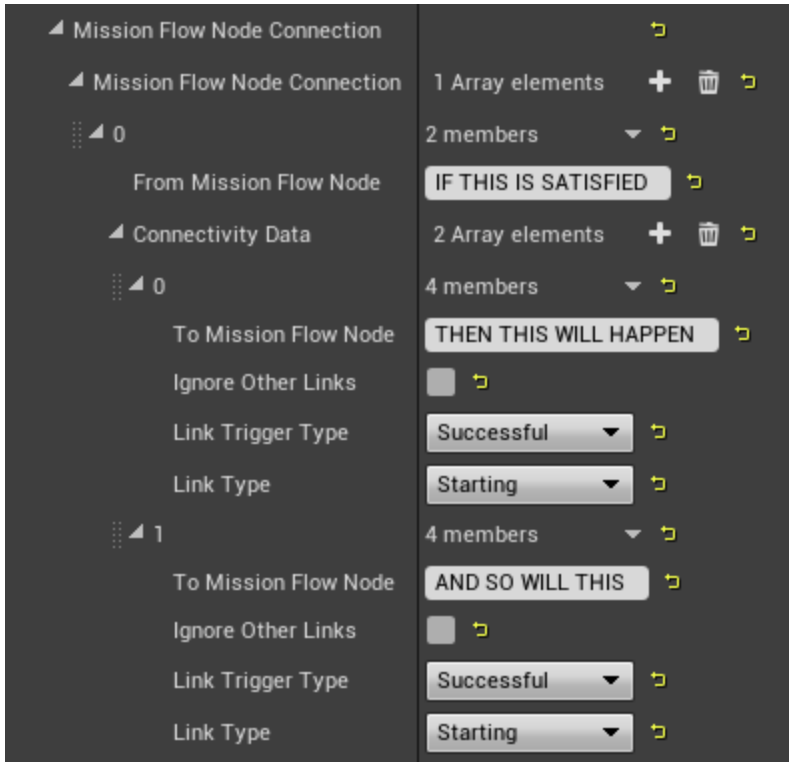 Mission Flow Node Connection
Mission Flow Node Connection 1 Array elements
0 2 members
From Mission Flow Node IF THIS IS SATISFIED
Connectivity Data 2 Array elements
0 4 members
To Mission Flow Node THEN THIS WILL HAPPEN
Ignore Other Links
Link Trigger Type Successful
Link Type Starting
1 4 members
To Mission Flow Node AND SO WILL THIS
Ignore Other Links
Link Trigger Type Successful
Link Type Starting